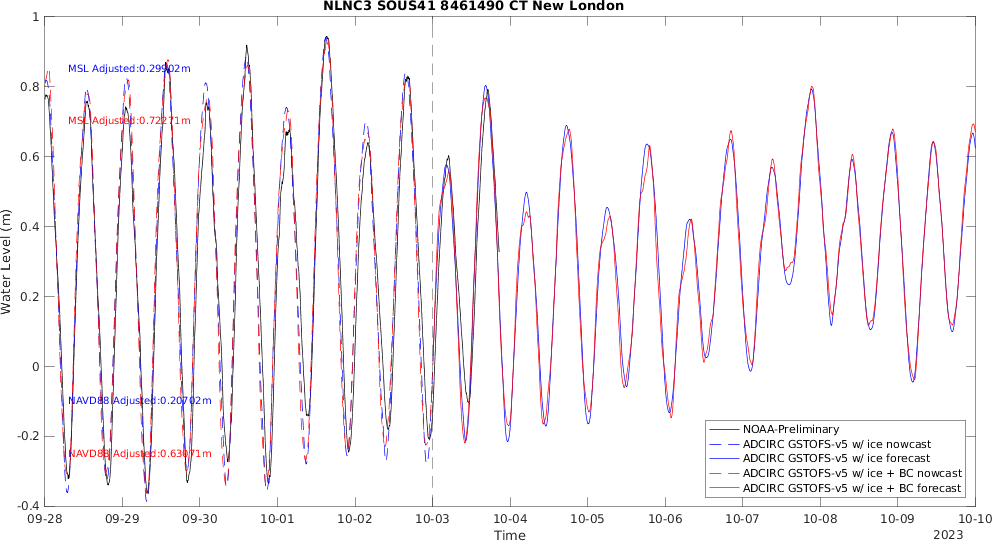 NLNC3 SOUS41 8461490 CT New London
Water Level (m)
1
0.8
0.6
0.4
0.2
0
-0.2
-0.4
MSL Adjusted:0.29902m
MSL Adjusted:0.72271m
NAVD88 Adjusted:0.20702m
NAVD88 Adjusted:0.63071m
NOAA-Preliminary
ADCIRC GSTOFS-v5 w/ ice nowcast
ADCIRC GSTOFS-v5 w/ ice forecast
ADCIRC GSTOFS-v5 w/ ice + BC nowcast
ADCIRC GSTOFS-v5 w/ ice + BC forecast
09-28 09-29 09-30 10-01 10-02 10-03 10-04 10-05 10-06 10-07 10-08 10-09 10-10
Time
2023